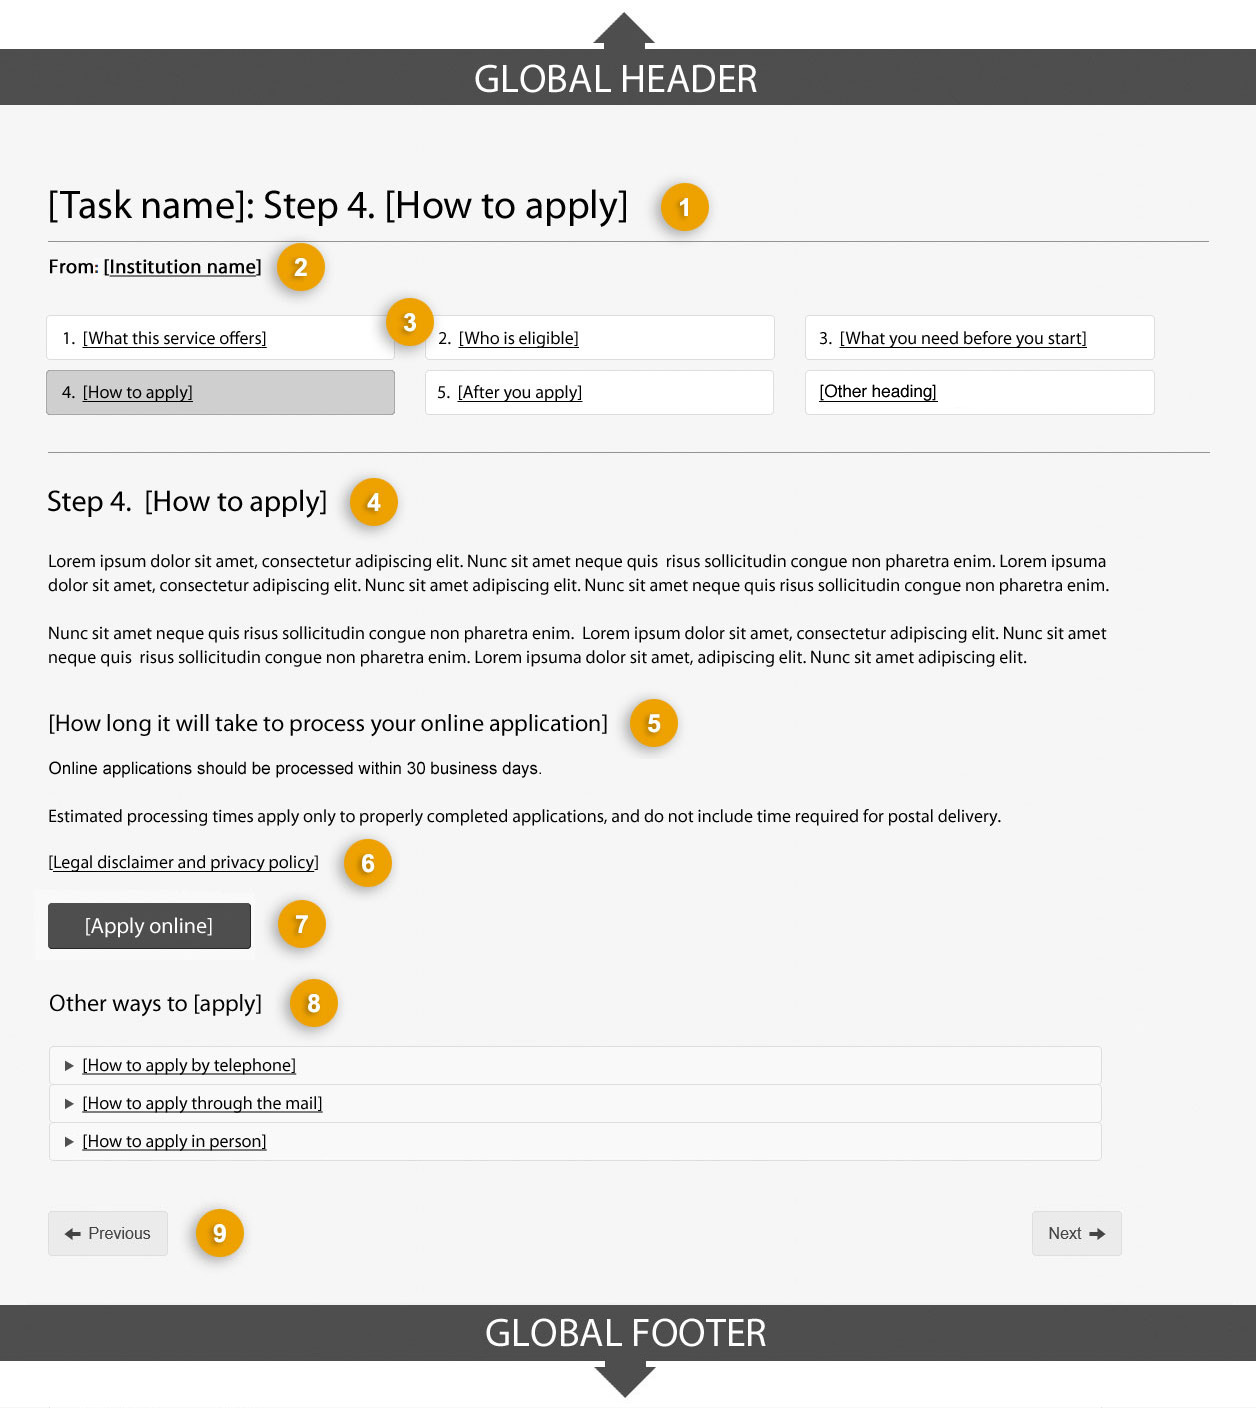 GLOBAL HEADER
[Task name]: Step 4. [How to apply] 1
From: [Institution name] 2
1. [What this service offers] 3 2. [Who is eligible] 3. [What you need before you start]
4. [How to apply] 5. [After you apply] [Other heading]
Step 4. [How to apply] 4
Lorem ipsum dolor sit amet, consectetur adipiscing elit. Nunc sit amet neque quis risus sollicitudin congue non pharetra enim. Lorem ipsuma
dolor sit amet, consectetur adipiscing elit. Nunc sit amet adipiscing elit. Nunc sit amet neque quis risus sollicitudin congue non pharetra enim.
Nunc sit amet neque quis risus sollicitudin congue non pharetra enim. Lorem ipsum dolor sit amet, consectetur adipiscing elit. Nunc sit amet
neque quis risus sollicitudin congue non pharetra enim. Lorem ipsuma dolor sit amet, adipiscing elit. Nunc sit amet adipiscing elit.
[How long it will take to process your online application] 5
Online applications should be processed within 30 business days.
Estimated processing times apply only to properly completed applications, and do not include time required for postal delivery.
[Legal disclaimer and privacy policy] 6
[Apply online] 7
Other ways to [apply] 8
[How to apply by telephone]
[How to apply through the mail]
[How to apply in person]
Previous 9 Next
GLOBAL FOOTER